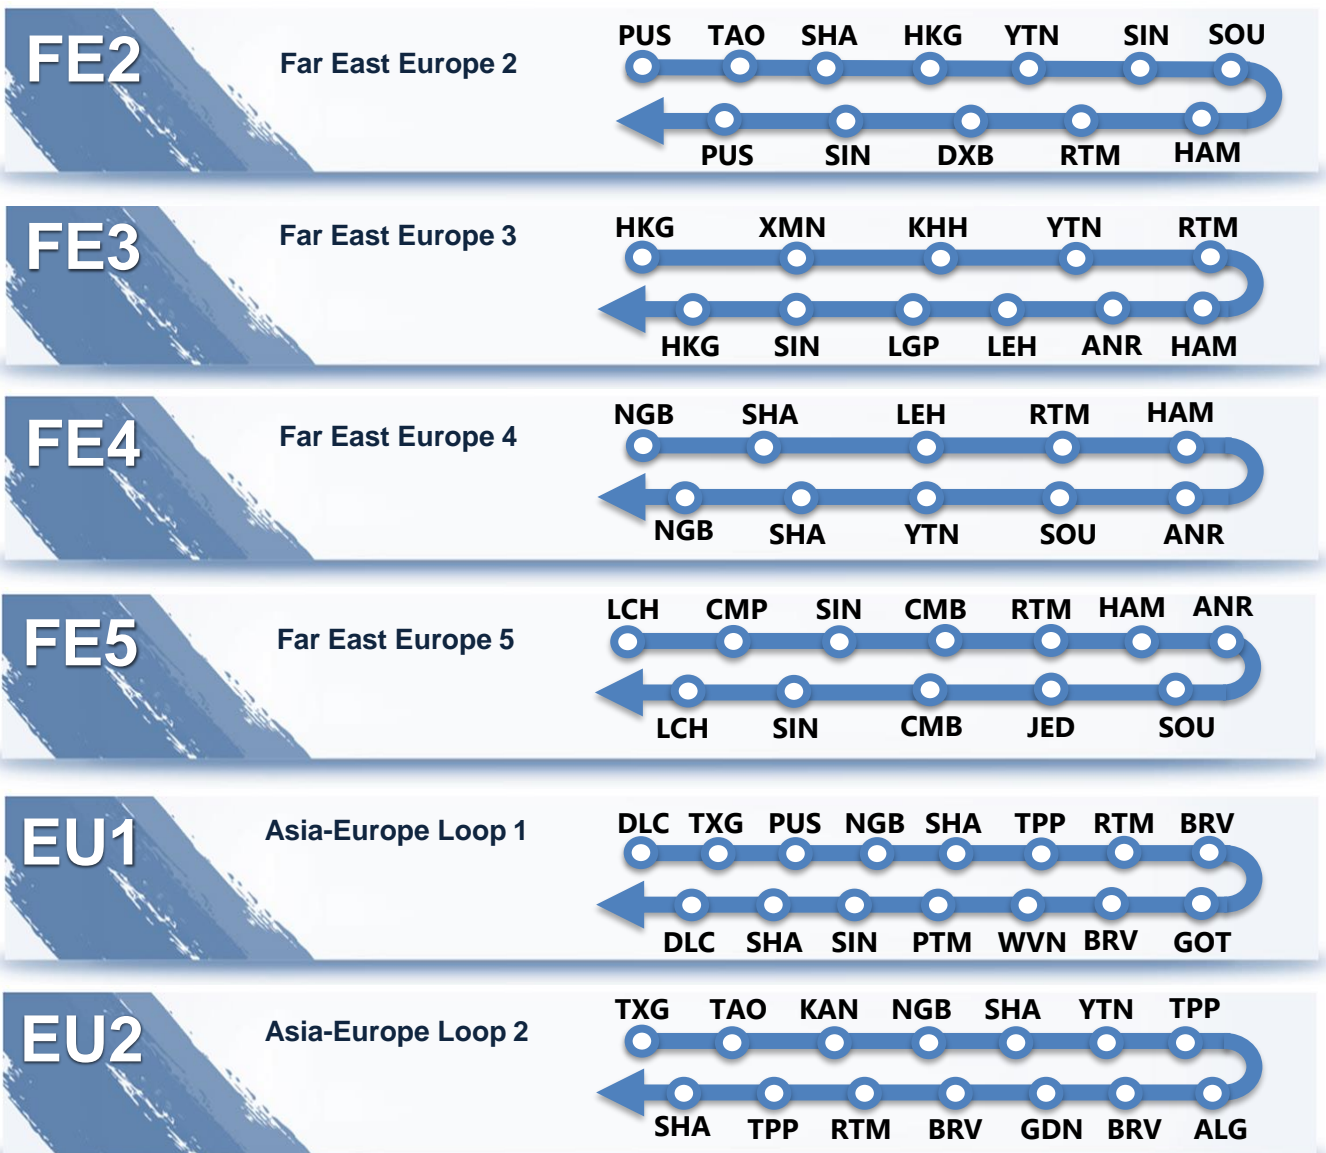 FE2
Far East Europe 2
PUS TAO SHA HKG YTN SIN SOU
PUS SIN DXB RTM HAM
FE3
Far East Europe 3
HKG XMN KHH YTN RTM
HKG SIN LGP LEH ANR HAM
FE4
Far East Europe 4
NGB SHA LEH RTM HAM
NGB SHA YTN SOU ANR
FE5
Far East Europe 5
LCH CMP SIN CMB RTM HAM ANR
LCH SIN CMB JED SOU
EU1
Asia-Europe Loop 1
DLC TXG PUS NGB SHA TPP RTM BRV
DLC SHA SIN PTM WVN BRV GOT
EU2
Asia-Europe Loop 2
TXG TAO KAN NGB SHA YTN TPP
SHA TPP RTM BRV GDN BRV ALG